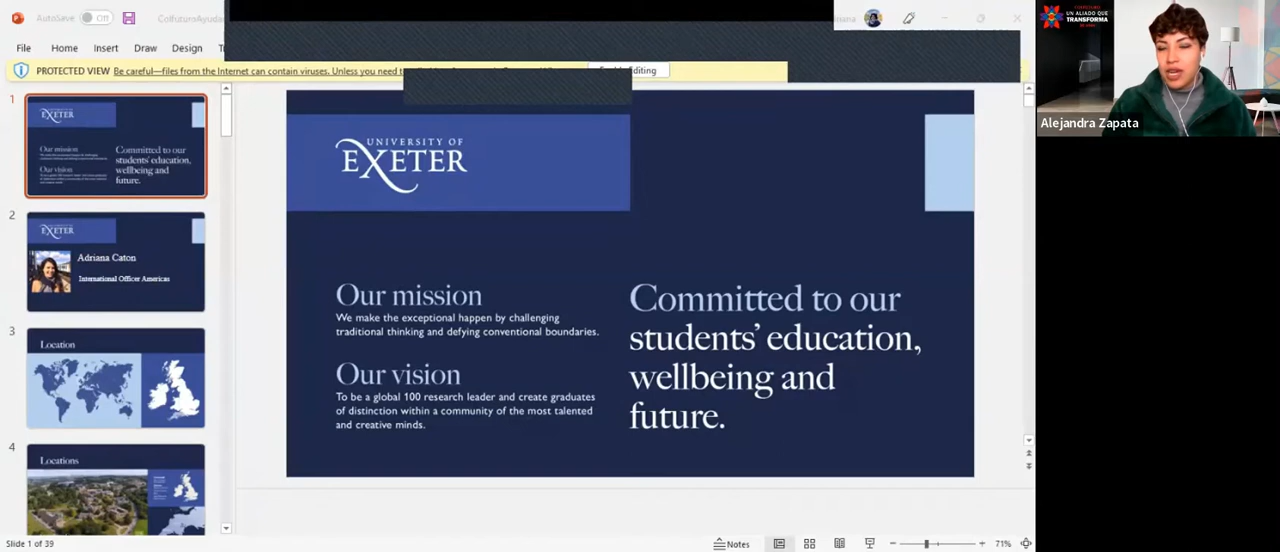 AutoSave
Off
ColfuturoAyudas
File
Home
Insert
Draw
Design
PROTECTED VIEW
Be careful—files from the Internet can contain viruses. Unless you need
Editing
1
UNIVERSITY OF
EXETER
Our mission
Our vision
Committed to our
students' education,
wellbeing and
future.
2
EXETER
Adriana Caton
International Officer Americas
3
Location
4
Locations
UNIVERSITY OF
EXETER
Our mission
We make the exceptional happen by challenging
traditional thinking and defying conventional boundaries.
Our vision
To be a global 100 research leader and create graduates
of distinction within a community of the most talented
and creative minds.
Committed to our
students' education,
wellbeing and
future.
UN ALIADO QUE
TRANSFORMA
Alejandra Zapata
Slide 1 of 39
Notes
71%